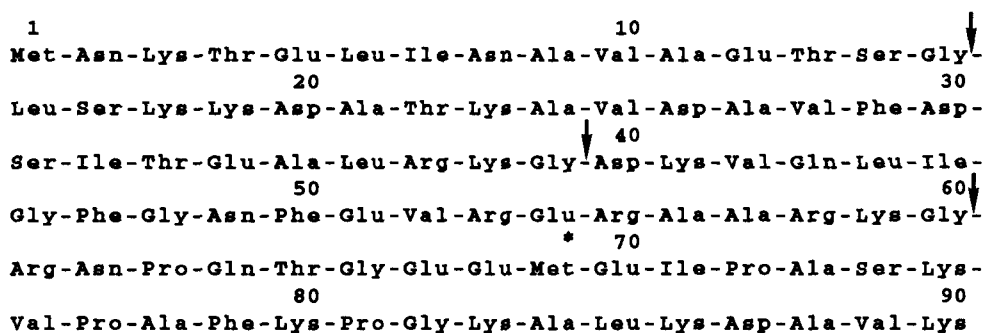 1 10
Met-Asn-Lys-Thr-Glu-Leu-Ile-Asn-Ala-Val-Ala-Glu-Thr-Ser-Gly-
20 30
Leu-Ser-Lys-Lys-Asp-Ala-Thr-Lys-Ala-Val-Asp-Ala-Val-Phe-Asp-
40
Ser-Ile-Thr-Glu-Ala-Leu-Arg-Lys-Gly-Asp-Lys-Val-Gln-Leu-Ile-
50 60
Gly-Phe-Gly-Asn-Phe-Glu-Val-Arg-Glu-Arg-Ala-Ala-Arg-Lys-Gly-
* 70
Arg-Asn-Pro-Gln-Thr-Gly-Glu-Glu-Met-Glu-Ile-Pro-Ala-Ser-Lys-
80 90
Val-Pro-Ala-Phe-Lys-Pro-Gly-Lys-Ala-Leu-Lys-Asp-Ala-Val-Lys